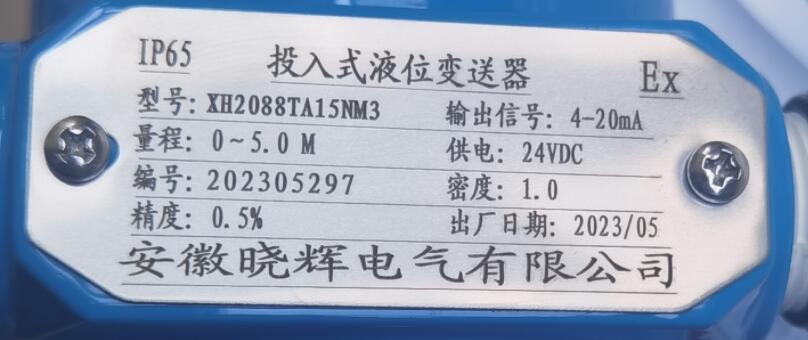 IP65 投入式液位变送器 Ex
型号: XH2088TA15NM3 输出信号: 4-20mA
量程: 0~5.0 M 供电: 24VDC
编号: 202305297 密度: 1.0
精度: 0.5% 出厂日期: 2023/05
安徽晓辉电气有限公司